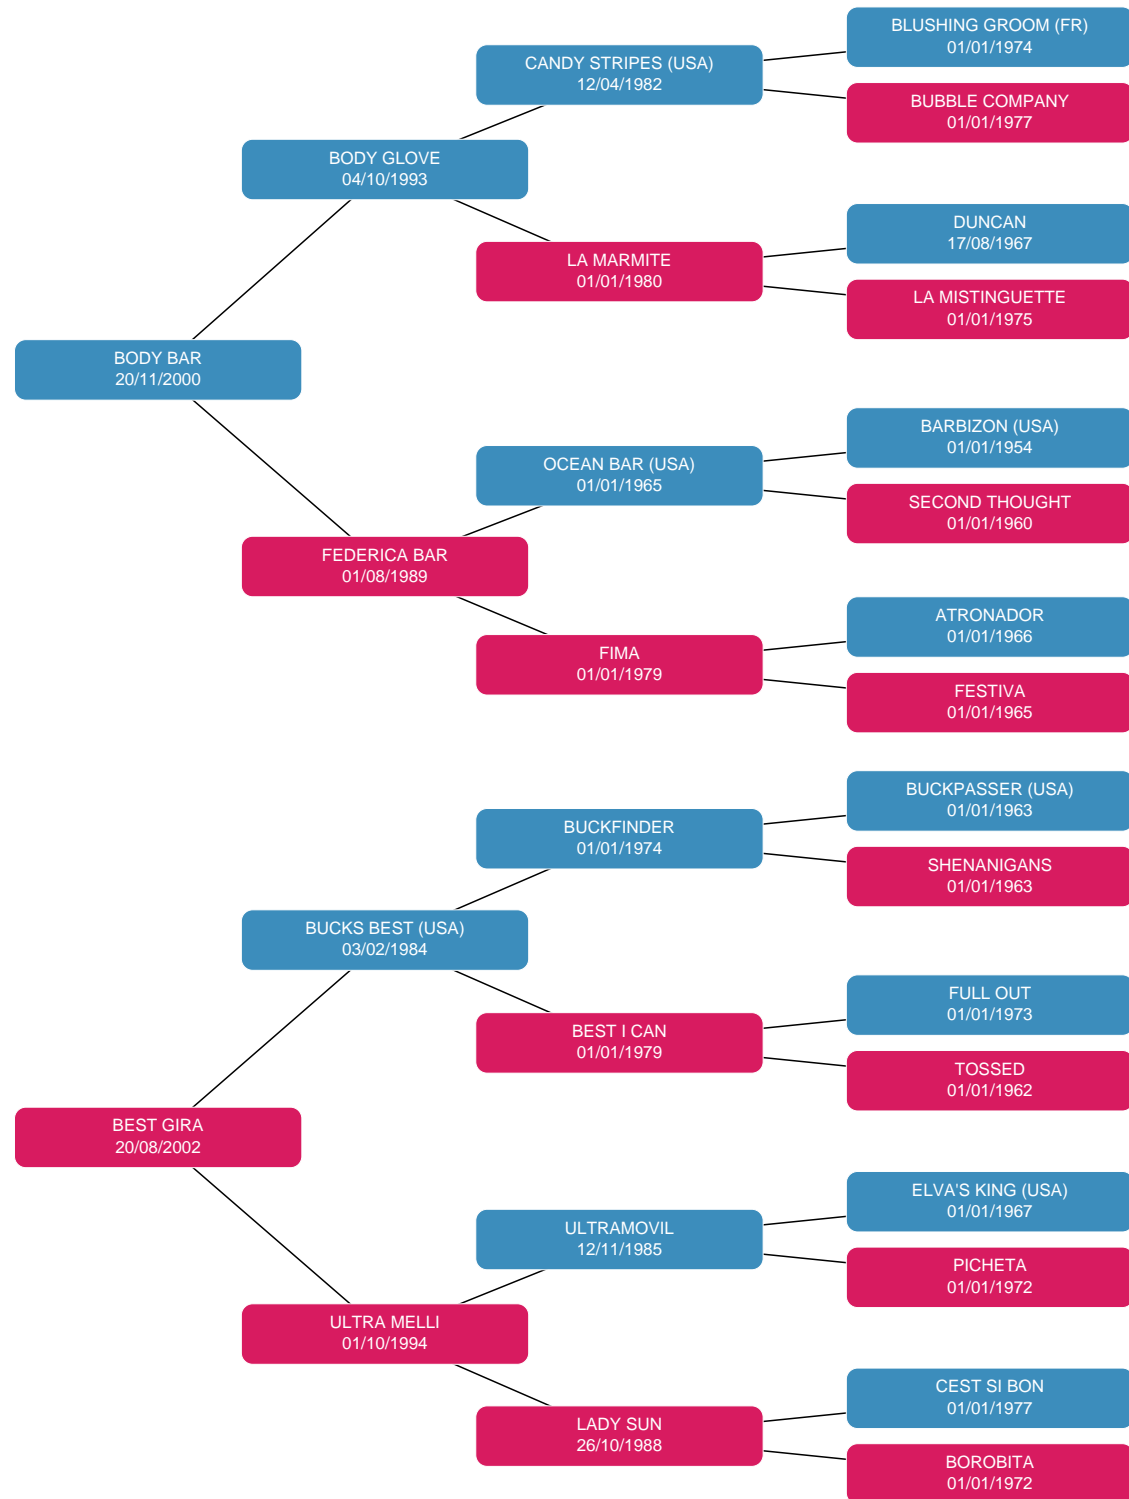 BLUSHING GROOM (FR)
01/01/1974
CANDY STRIPES (USA)
12/04/1982
BUBBLE COMPANY
01/01/1977
BODY GLOVE
04/10/1993
DUNCAN
17/08/1967
LA MARMITE
01/01/1980
LA MISTINGUETTE
01/01/1975
BODY BAR
20/11/2000
BARBIZON (USA)
01/01/1954
OCEAN BAR (USA)
01/01/1965
SECOND THOUGHT
01/01/1960
FEDERICA BAR
01/08/1989
ATRONADOR
01/01/1966
FIMA
01/01/1979
FESTIVA
01/01/1965
BUCKPASSER (USA)
01/01/1963
BUCKFINDER
01/01/1974
SHENANIGANS
01/01/1963
BUCKS BEST (USA)
03/02/1984
FULL OUT
01/01/1973
BEST I CAN
01/01/1979
TOSSED
01/01/1962
BEST GIRA
20/08/2002
ELVA'S KING (USA)
01/01/1967
ULTRAMOVIL
12/11/1985
PICHETA
01/01/1972
ULTRA MELLI
01/10/1994
CEST SI BON
01/01/1977
LADY SUN
26/10/1988
BOROBITA
01/01/1972